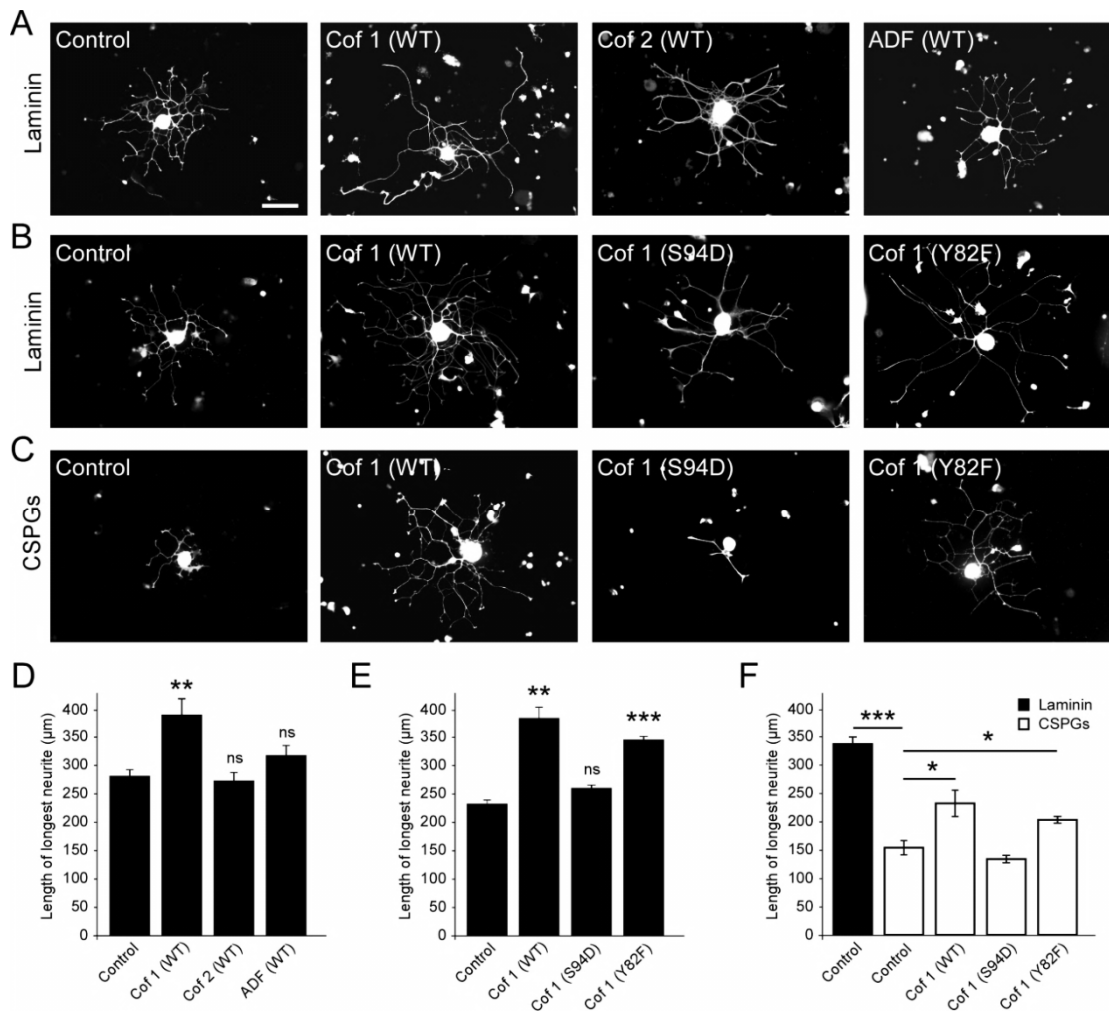 A
Laminin
Control
Cof 1 (WT)
Cof 2 (WT)
ADF (WT)
B
Laminin
Control
Cof 1 (WT)
Cof 1 (S94D)
Cof 1 (Y82F)
C
CSPGs
Control
Cof 1 (WT)
Cof 1 (S94D)
Cof 1 (Y82F)
D
Length of longest neurite (µm)
400
350
300
250
200
150
100
50
0
**
ns
ns
Control
Cof 1 (WT)
Cof 2 (WT)
ADF (WT)
E
Length of longest neurite (µm)
400
350
300
250
200
150
100
50
0
**
ns
***
Control
Cof 1 (WT)
Cof 1 (S94D)
Cof 1 (Y82F)
F
Length of longest neurite (µm)
400
350
300
250
200
150
100
50
0
Laminin
CSPGs
***
*
*
Control
Control
Cof 1 (WT)
Cof 1 (S94D)
Cof 1 (Y82F)